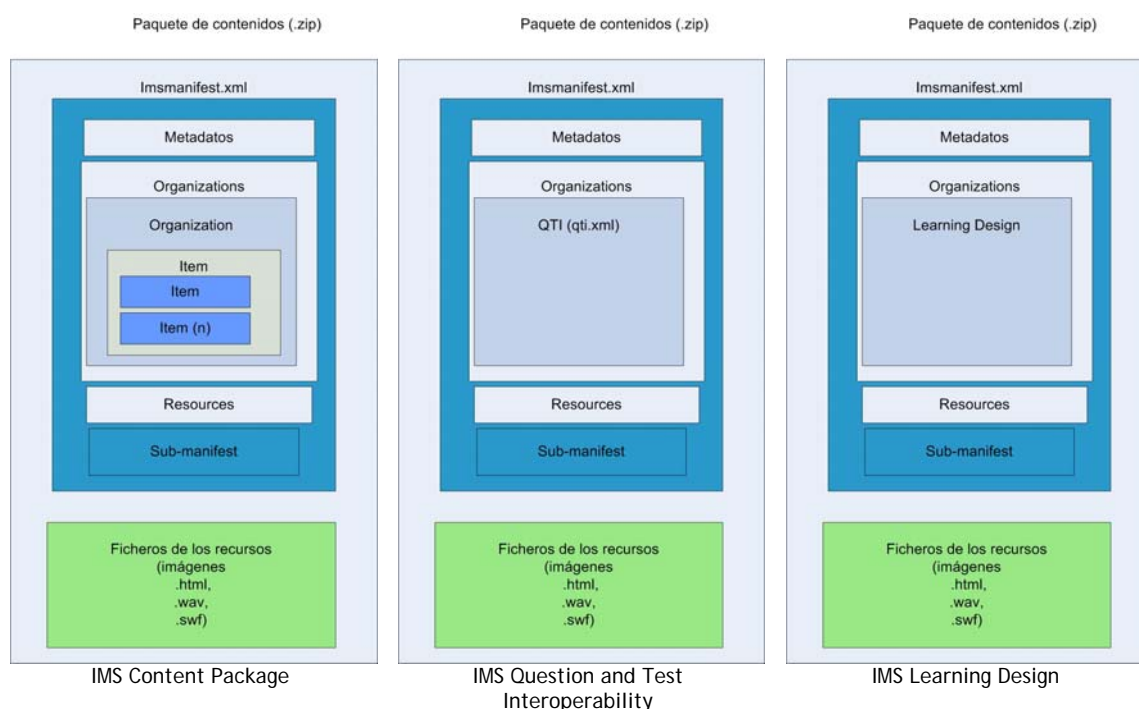 Paquete de contenidos (.zip)
Imsmanifest.xml
Metadatos
Organizations
Organization
Item
Item
Item (n)
Resources
Sub-manifest
Ficheros de los recursos
(imágenes
.html,
.wav,
.swf)
IMS Content Package
Paquete de contenidos (.zip)
Imsmanifest.xml
Metadatos
Organizations
QTI (qti.xml)
Resources
Sub-manifest
Ficheros de los recursos
(imágenes
.html,
.wav,
.swf)
IMS Question and Test
Interoperability
Paquete de contenidos (.zip)
Imsmanifest.xml
Metadatos
Organizations
Learning Design
Resources
Sub-manifest
Ficheros de los recursos
(imágenes
.html,
.wav,
.swf)
IMS Learning Design